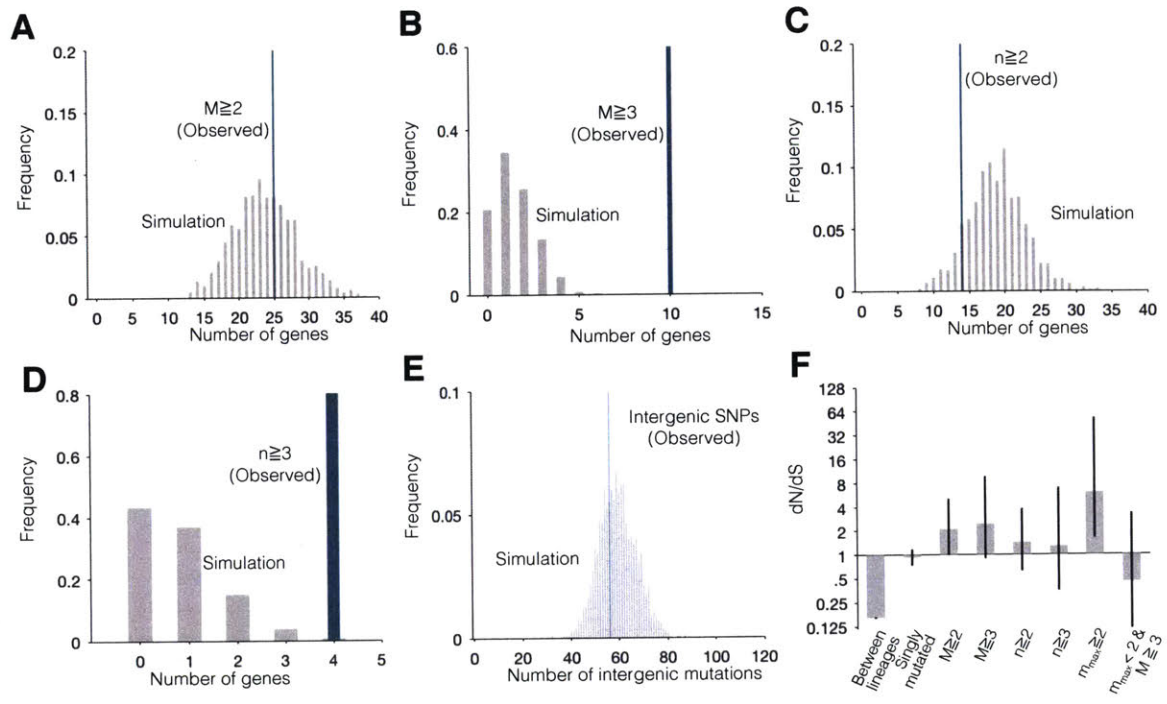 A
0.2
0.15
0.1
0.05
0
Frequency
M≧2
(Observed)
Simulation
0 5 10 15 20 25 30 35 40
Number of genes
B
0.6
0.4
0.2
0
Frequency
M≧3
(Observed)
Simulation
0 5 10 15
Number of genes
C
0.2
0.15
0.1
0.05
0
Frequency
n≧2
(Observed)
Simulation
0 5 10 15 20 25 30 35 40
Number of genes
D
0.8
0.6
0.4
0.2
0
Frequency
n≧3
(Observed)
Simulation
0 1 2 3 4 5
Number of genes
E
0.1
0.05
0
Frequency
Intergenic SNPs
(Observed)
Simulation
0 20 40 60 80 100 120
Number of intergenic mutations
F
128
64
32
16
8
4
2
1
.5
0.25
0.125
dN/dS
Between
lineages
Singly
mutated
M≧2
M≧3
n≧2
n≧3
mmax≧2
mmax < 2 &
M ≧ 3